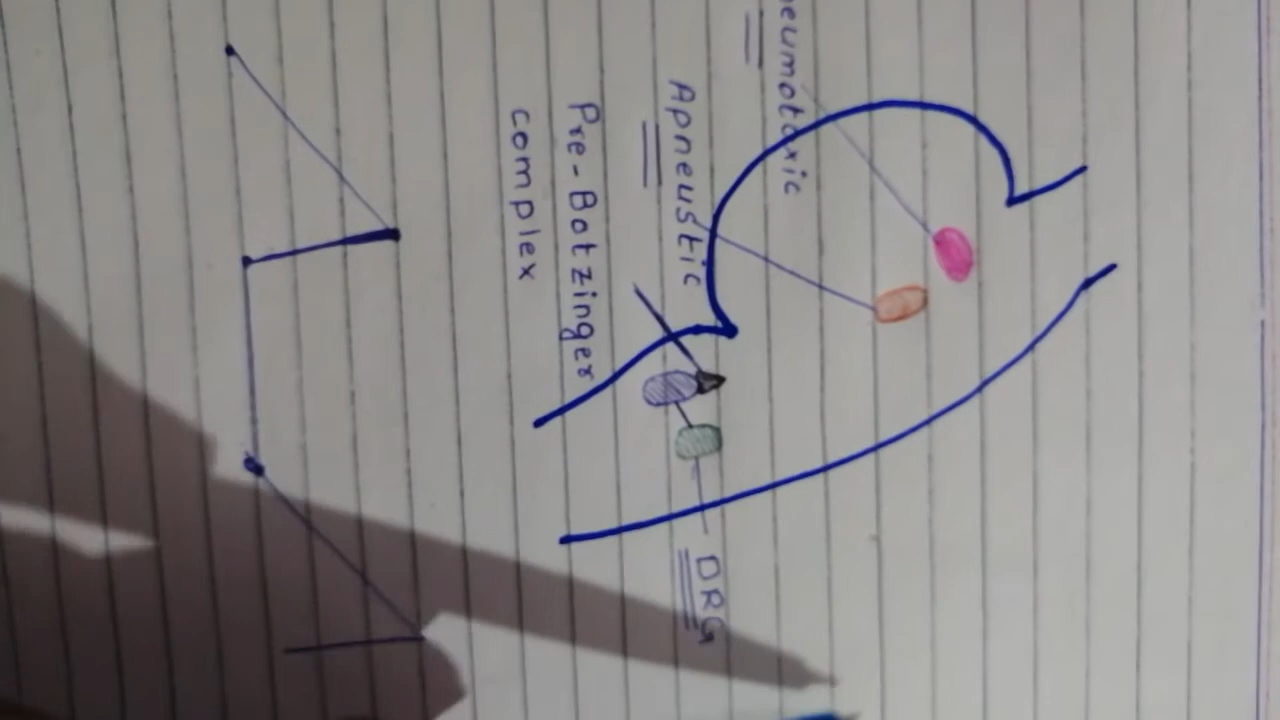 eumotaxic
Apneustic
Pre-Botzinger
complex
DRG